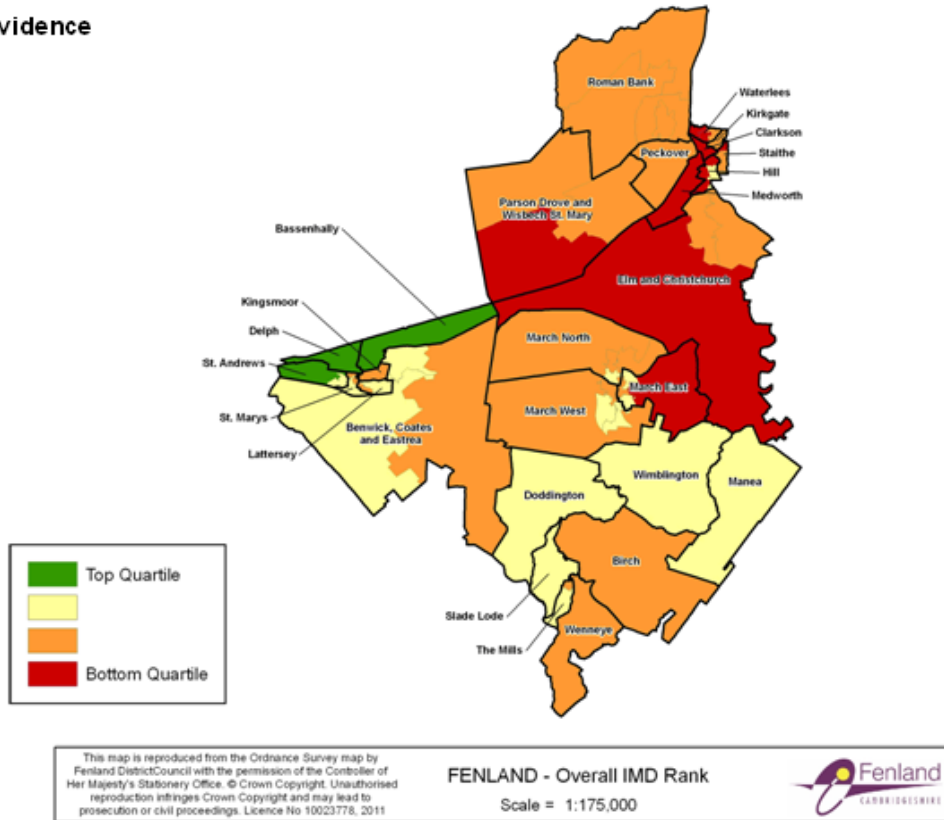 vidence
Roman Bank
Waterlees
Kirkgate
Clarkson
Peckover
Staithe
Hill
Medworth
Parson Drove and
Wisbech St. Mary
Bassenhally
Elm and Christchurch
Kingsmoor
Delph
March North
St. Andrews
March East
March West
St. Marys
Benwick, Coates
and Eastrea
Lattersey
Wimblington
Manea
Doddington
Birch
Slade Lode
Wenneye
The Mills
Top Quartile
Bottom Quartile
This map is reproduced from the Ordnance Survey map by
Fenland DistrictCouncil with the permission of the Controller of
Her Majesty's Stationery Office. © Crown Copyright. Unauthorised
reproduction infringes Crown Copyright and may lead to
prosecution or civil proceedings. Licence No 10023778, 2011
FENLAND - Overall IMD Rank
Scale = 1:175,000
Fenland
CAMBRIDGESHIRE